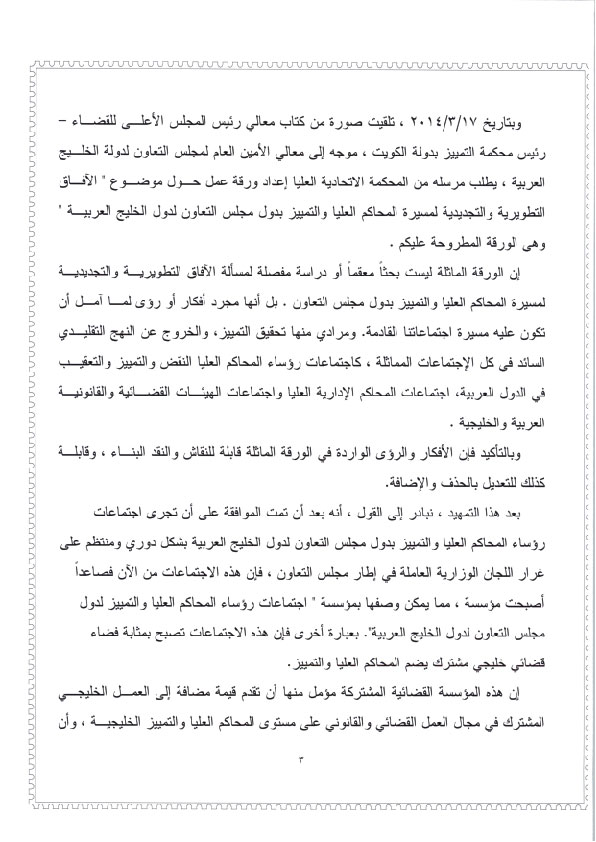 وبتاريخ ٢٠١٤/٣/١٧ ، تلقيت صورة من كتاب معالي رئيس المجلس الأعلى للقضاء –
رئيس محكمة التمييز بدولة الكويت ، موجه إلى معالي الأمين العام لمجلس التعاون لدولة الخليج
العربية ، يطلب مرسله من المحكمة الاتحادية العليا إعداد ورقة عمل حول موضوع " الآفاق
التطويرية والتجديدية لمسيرة لمحاكم العليا والتمييز بدول مجلس التعاون لدول الخليج العربية "
وهى لورقة المطروحة عليكم .
إن الورقة الماثلة ليست بحثاً معقماً أو دراسة مفصلة لمسألة الآفاق لتطويرية والتجديدية
لمسيرة المحاكم العليا والتمييز بدول مجلس التعاون . بل أنها مجرد أفكار أو رؤى لما آمل أن
تكون عليه مسيرة اجتماعاتنا القادمة. ومرادي منها تحقيق التمييز، والخروج عن النهج التقليدي
السائد فى كل الإجتماعات المماثلة ، كاجتماعات رؤساء المحاكم العليا النقض والتمييز والتعقيب
في الدول العربية، اجتماعات المحاكم الإدارية العليا واجتماعات الهيئات القضائية والقانونية
العربية والخليجية .
وبالتأكيد فإن الأفكار والرؤى الواردة في الورقة الماثلة قابلة للنقاش والنقد البناء ، وقابلة
كذلك للتعديل بالحذف والإضافة.
بعد هذا التمهيد ، نبادر إلى القول ، أنه بعد أن تمت الموافقة على أن تجرى اجتماعات
رؤساء المحاكم العليا والتمييز بدول مجلس التعاون لدول الخليج العربية بشكل دوري ومنتظم على
غرار اللجان الوزارية العاملة في إطار مجلس التعاون ، فإن هذه الاجتماعات من الآن فصاعداً
أصبحت مؤسسة ، مما يمكن وصفها بمؤسسة " اجتماعات رؤساء المحاكم العليا والتمييز لدول
مجلس التعاون لدول الخليج العربية". بعبارة أخرى فإن هذه الاجتماعات تصبح بمثابة فضاء
قضائي خليجي مشترك يضم المحاكم العليا والتمييز.
إن هذه المؤسسة القضائية المشتركة مؤمل منها أن تقدم قيمة مضافة إلى العمل الخليجي
المشترك في مجال العمل القضائي والقانوني على مستوى المحاكم العليا والتمييز الخليجية ، وأن
٣